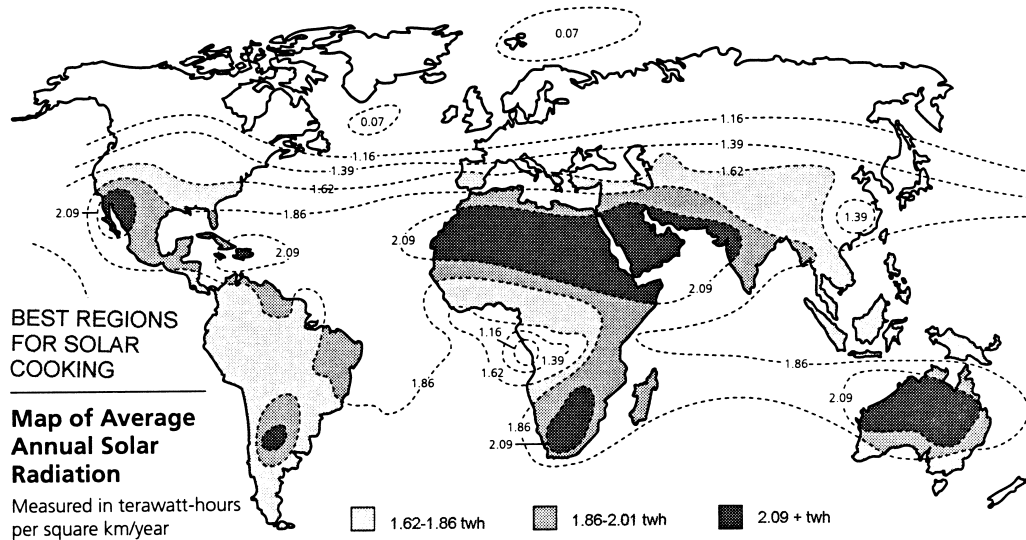 0.07
0.07
1.16
1.16
1.39
1.39
1.62
1.62
1.86
2.09
1.39
2.09
2.09
2.09
BEST REGIONS
FOR SOLAR
COOKING
1.16
1.39
1.62
1.86
1.86
2.09
Map of Average
Annual Solar
Radiation
1.86
2.09
Measured in terawatt-hours
per square km/year
1.62-1.86 twh
1.86-2.01 twh
2.09 + twh